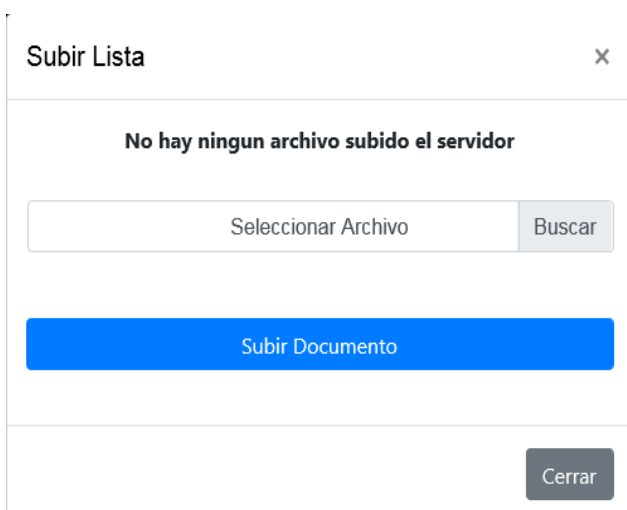 Subir Lista ×
No hay ningun archivo subido el servidor
Seleccionar Archivo Buscar
Subir Documento
Cerrar